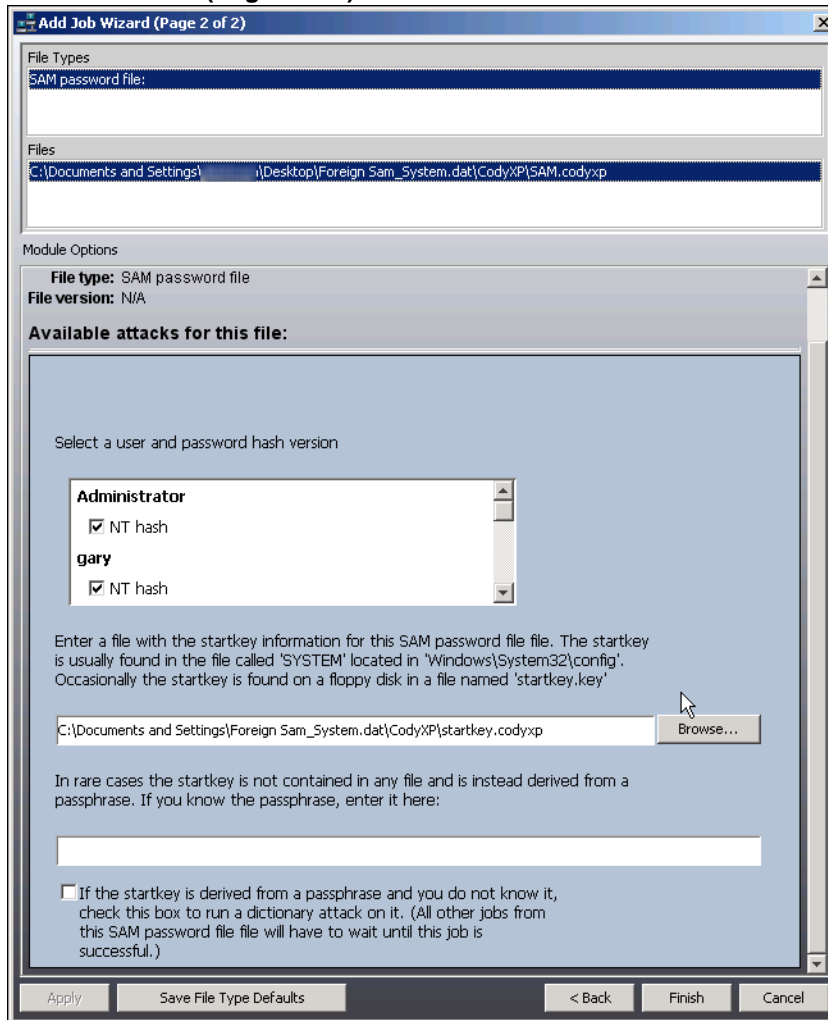 Add Job Wizard (Page 2 of 2)
File Types
SAM password file:
Files
C:\Documents and Settings\ \Desktop\Foreign Sam_System.dat\CodyXP\SAM.codyxp
Module Options
File type: SAM password file
File version: N/A
Available attacks for this file:
Select a user and password hash version
Administrator
NT hash
gary
NT hash
Enter a file with the startkey information for this SAM password file file. The startkey
is usually found in the file called 'SYSTEM' located in 'Windows\System32\config'.
Occasionally the startkey is found on a floppy disk in a file named 'startkey.key'
C:\Documents and Settings\Foreign Sam_System.dat\CodyXP\startkey.codyxp
Browse...
In rare cases the startkey is not contained in any file and is instead derived from a
passphrase. If you know the passphrase, enter it here:
If the startkey is derived from a passphrase and you do not know it,
check this box to run a dictionary attack on it. (All other jobs from
this SAM password file file will have to wait until this job is
successful.)
Apply Save File Type Defaults < Back Finish Cancel